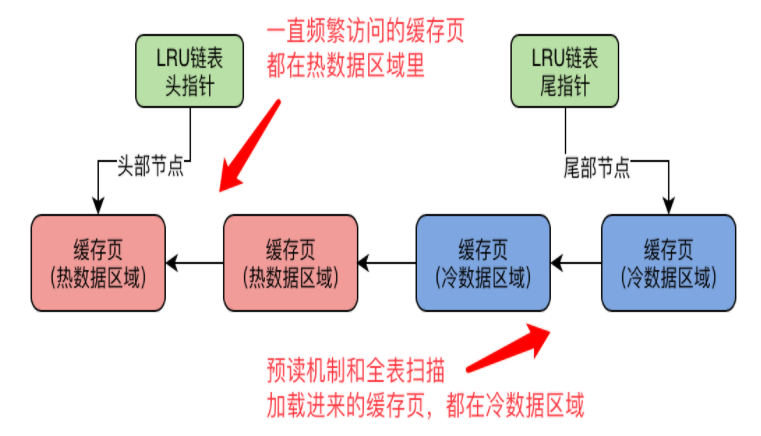 一直频繁访问的缓存页
都在热数据区域里
LRU链表
头指针
LRU链表
尾指针
头部节点
尾部节点
缓存页
(热数据区域)
缓存页
(热数据区域)
缓存页
(冷数据区域)
缓存页
(冷数据区域)
预读机制和全表扫描
加载进来的缓存页，都在冷数据区域